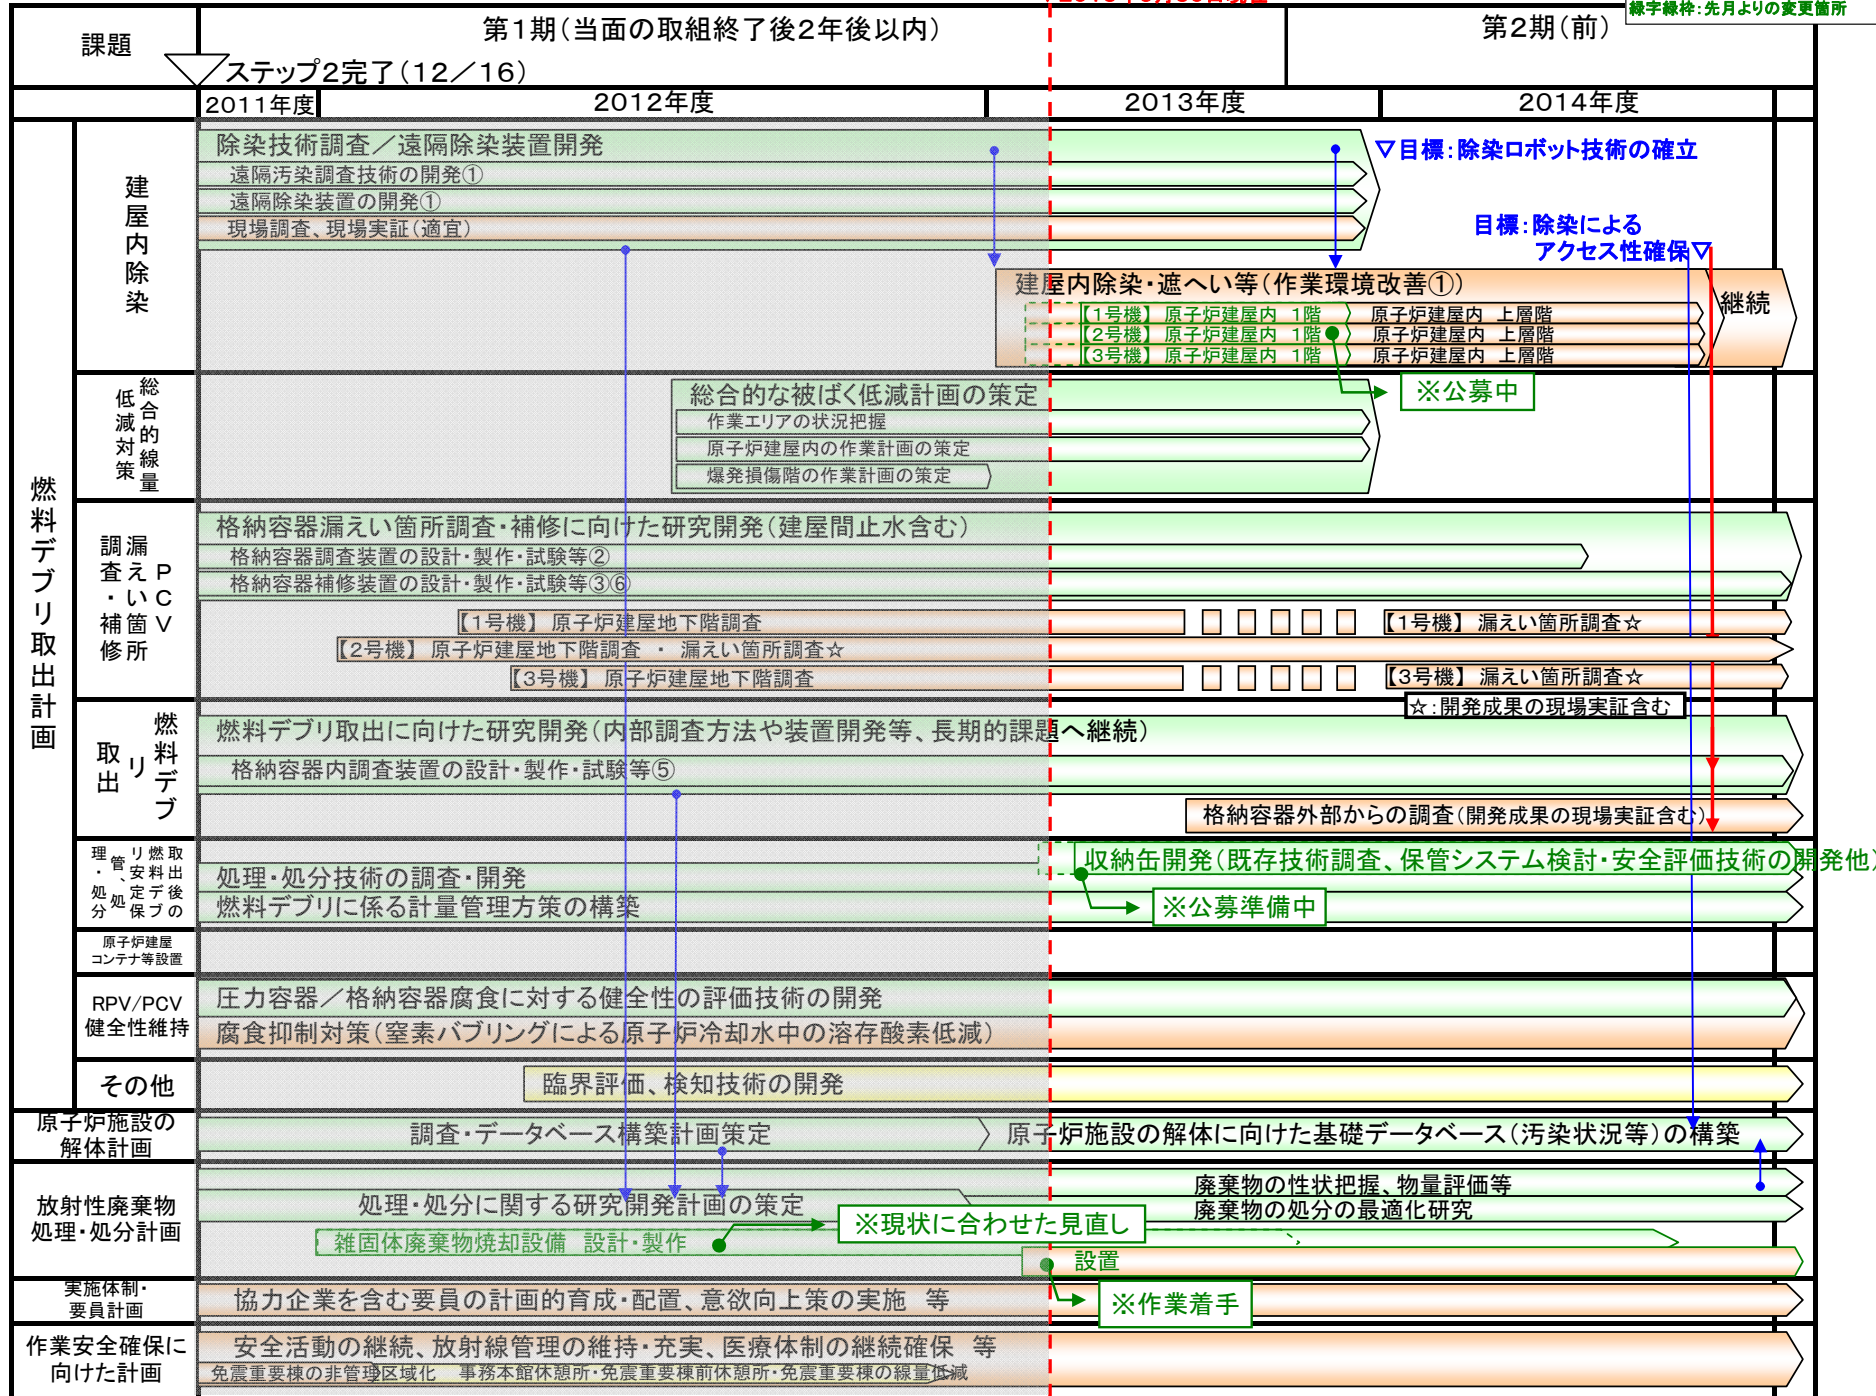 緑字緑枠：先月よりの変更箇所
課題
第１期（当面の取組終了後２年後以内）
第２期（前）
ステップ２完了（１２／１６）
２０１１年度
２０１２年度
２０１３年度
２０１４年度
燃料デブリ取出計画
建屋内除染
除染技術調査／遠隔除染装置開発
遠隔汚染調査技術の開発①
遠隔除染装置の開発①
現場調査、現場実証（適宜）
▽目標：除染ロボット技術の確立
目標：除染による
アクセス性確保▽
建屋内除染・遮へい等（作業環境改善①）
継続
【１号機】 原子炉建屋内　１階
原子炉建屋内　上層階
【２号機】 原子炉建屋内　１階
原子炉建屋内　上層階
【３号機】 原子炉建屋内　１階
原子炉建屋内　上層階
総合的線量
低減対策
総合的な被ばく低減計画の策定
作業エリアの状況把握
原子炉建屋内の作業計画の策定
爆発損傷階の作業計画の策定
※公募中
ＰＣＶ
漏えい箇所
調査・補修
格納容器漏えい箇所調査・補修に向けた研究開発（建屋間止水含む）
格納容器調査装置の設計・製作・試験等②
格納容器補修装置の設計・製作・試験等③⑥
【１号機】 原子炉建屋地下階調査
【１号機】 漏えい箇所調査☆
【２号機】 原子炉建屋地下階調査　・　漏えい箇所調査☆
【３号機】 原子炉建屋地下階調査
【３号機】 漏えい箇所調査☆
☆：開発成果の現場実証含む
燃料デブ
リ
取出
燃料デブリ取出に向けた研究開発（内部調査方法や装置開発等、長期的課題へ継続）
格納容器内調査装置の設計・製作・試験等⑤
格納容器外部からの調査（開発成果の現場実証含む）
取出後の
燃料デブ
リ安定保
管、処
理・処分
収納缶開発（既存技術調査、保管システム検討・安全評価技術の開発他）
処理・処分技術の調査・開発
燃料デブリに係る計量管理方策の構築
※公募準備中
原子炉建屋
コンテナ等設置
RPV/PCV
健全性維持
圧力容器／格納容器腐食に対する健全性の評価技術の開発
腐食抑制対策（窒素バブリングによる原子炉冷却水中の溶存酸素低減）
その他
臨界評価、検知技術の開発
原子炉施設の
解体計画
調査・データベース構築計画策定
原子炉施設の解体に向けた基礎データベース（汚染状況等）の構築
放射性廃棄物
処理・処分計画
処理・処分に関する研究開発計画の策定
廃棄物の性状把握、物量評価等
廃棄物の処分の最適化研究
※現状に合わせた見直し
雑固体廃棄物焼却設備　設計・製作
設置
実施体制・
要員計画
協力企業を含む要員の計画的育成・配置、意欲向上策の実施　等
※作業着手
作業安全確保に
向けた計画
安全活動の継続、放射線管理の維持・充実、医療体制の継続確保　等
免震重要棟の非管理区域化
事務本館休憩所・免震重要棟前休憩所・免震重要棟の線量低減